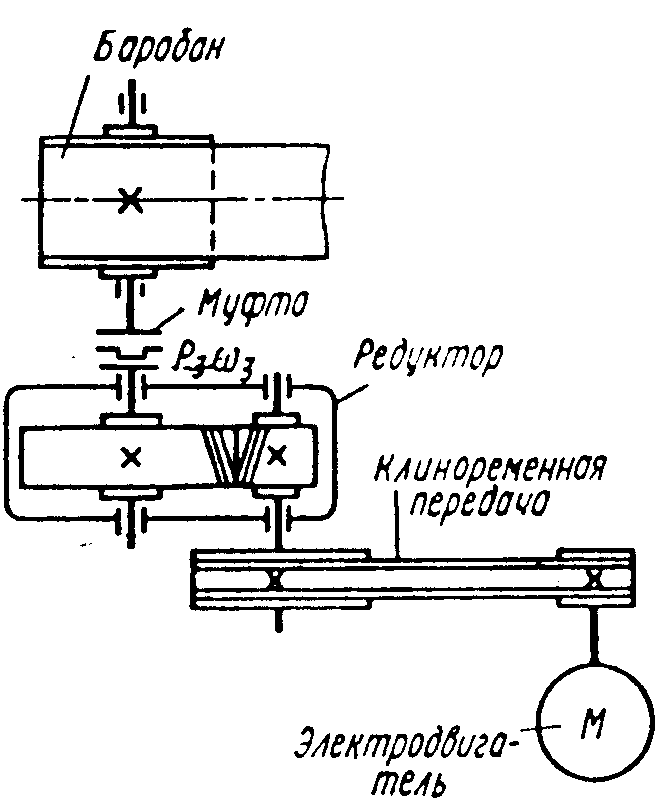 Барабан
Муфта
P₃ω₃
Редуктор
Клиноременная
передача
М
Электродвига-
тель